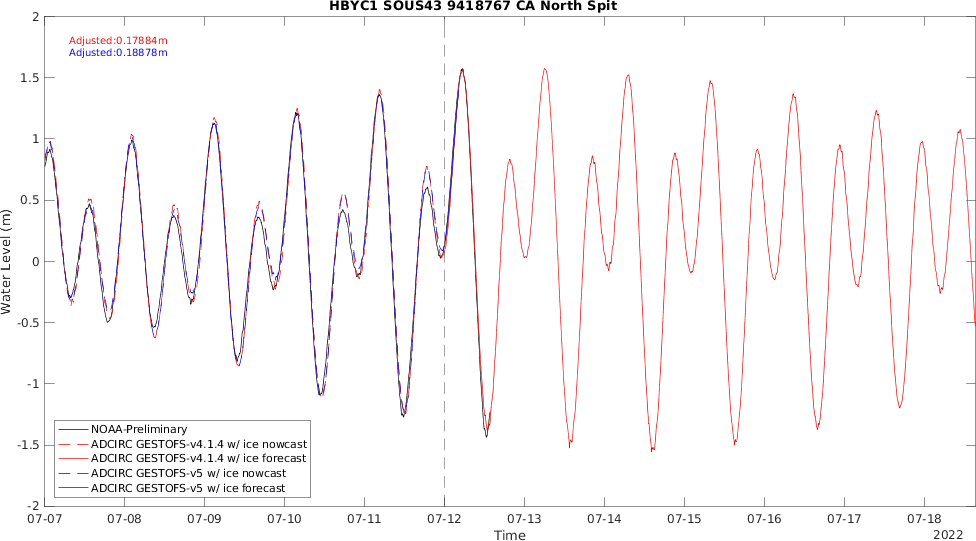 HBYC1 SOUS43 9418767 CA North Spit
Adjusted:0.17884m
Adjusted:0.18878m
2
1.5
1
0.5
0
-0.5
-1
-1.5
-2
Water Level (m)
NOAA-Preliminary
ADCIRC GESTOFS-v4.1.4 w/ ice nowcast
ADCIRC GESTOFS-v4.1.4 w/ ice forecast
ADCIRC GESTOFS-v5 w/ ice nowcast
ADCIRC GESTOFS-v5 w/ ice forecast
07-07 07-08 07-09 07-10 07-11 07-12 07-13 07-14 07-15 07-16 07-17 07-18
Time
2022